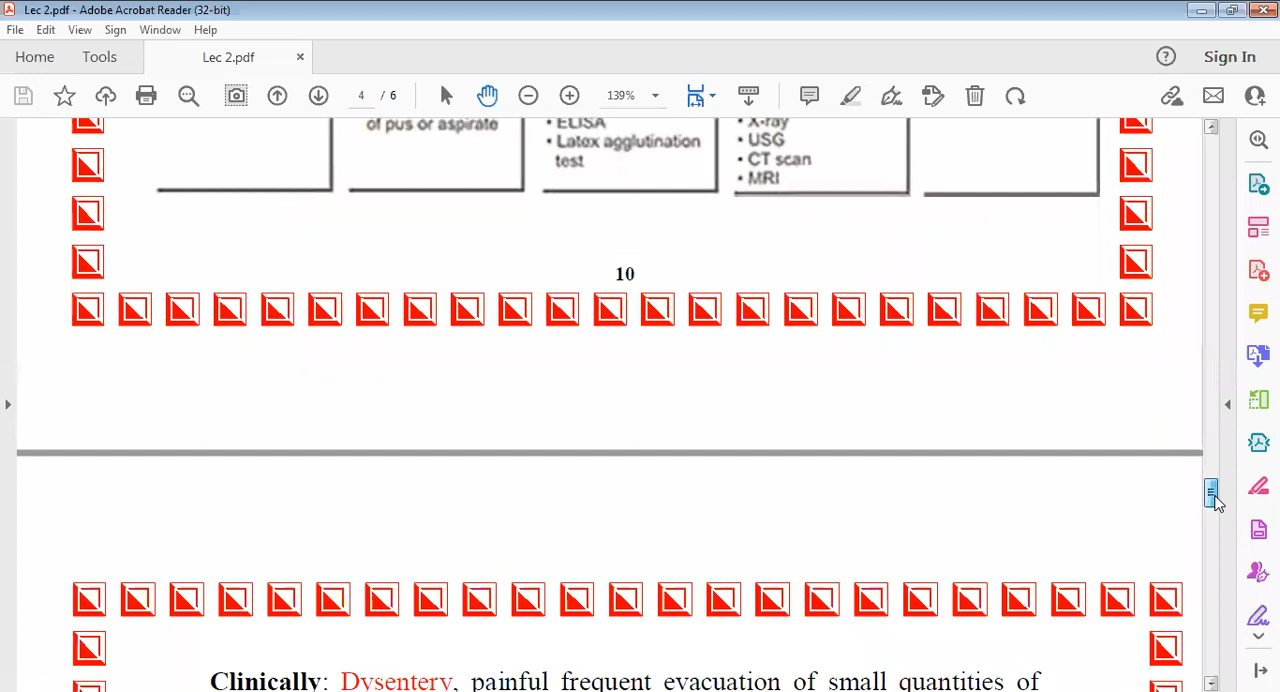 Lec 2.pdf - Adobe Acrobat Reader (32-bit)
File Edit View Sign Window Help
Home Tools Lec 2.pdf × Sign In
4 / 6 139%
of pus or aspirate
• ELISA
• Latex agglutination
test
• X-ray
• USG
• CT scan
• MRI
10
Clinically: Dysentery, painful frequent evacuation of small quantities of